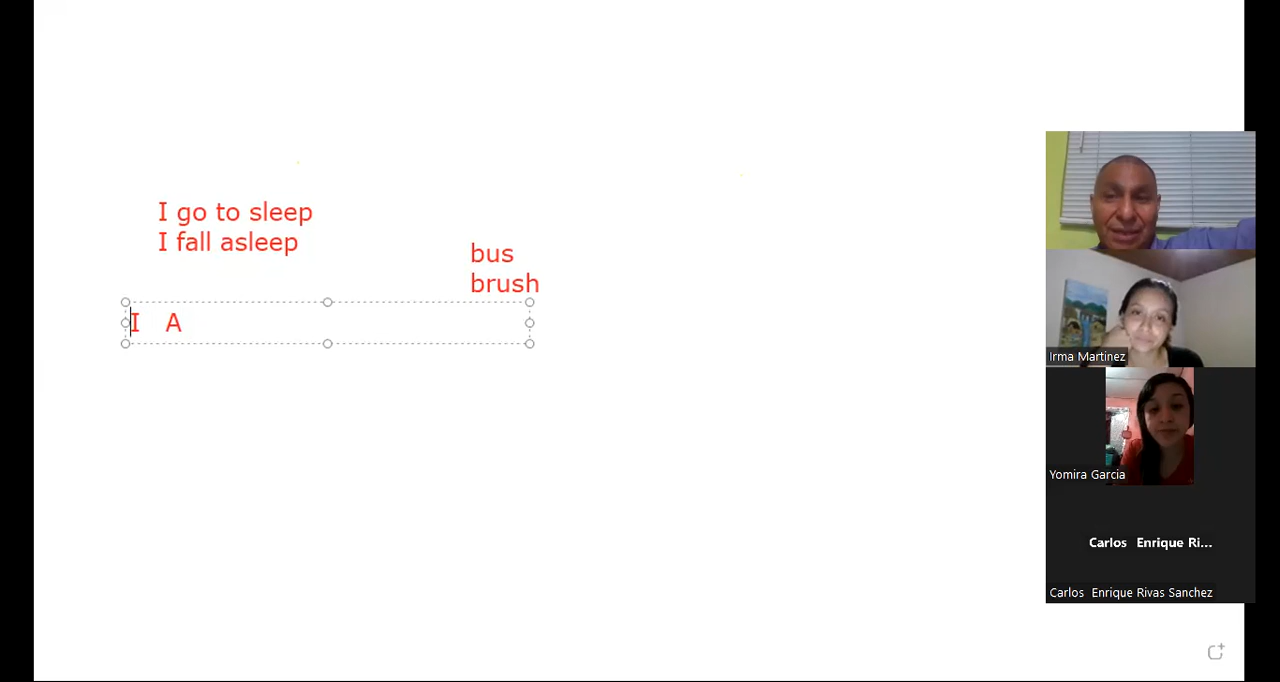 I go to sleep
I fall asleep
bus
brush
I A
Irma Martinez
Yomira Garcia
Carlos Enrique Ri...
Carlos Enrique Rivas Sanchez